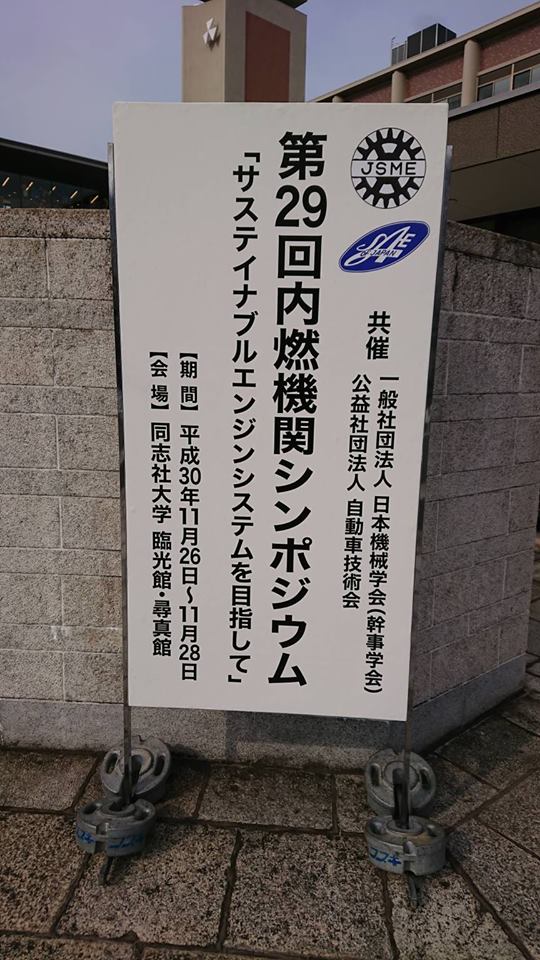 JSME
SAE
OF JAPAN
共催 一般社団法人 日本機械学会(幹事学会)
公益社団法人 自動車技術会
第29回内燃機関シンポジウム
「サステイナブルエンジンシステムを目指して」
【期間】平成30年11月26日~11月28日
【会場】同志社大学 臨光館・尋真館